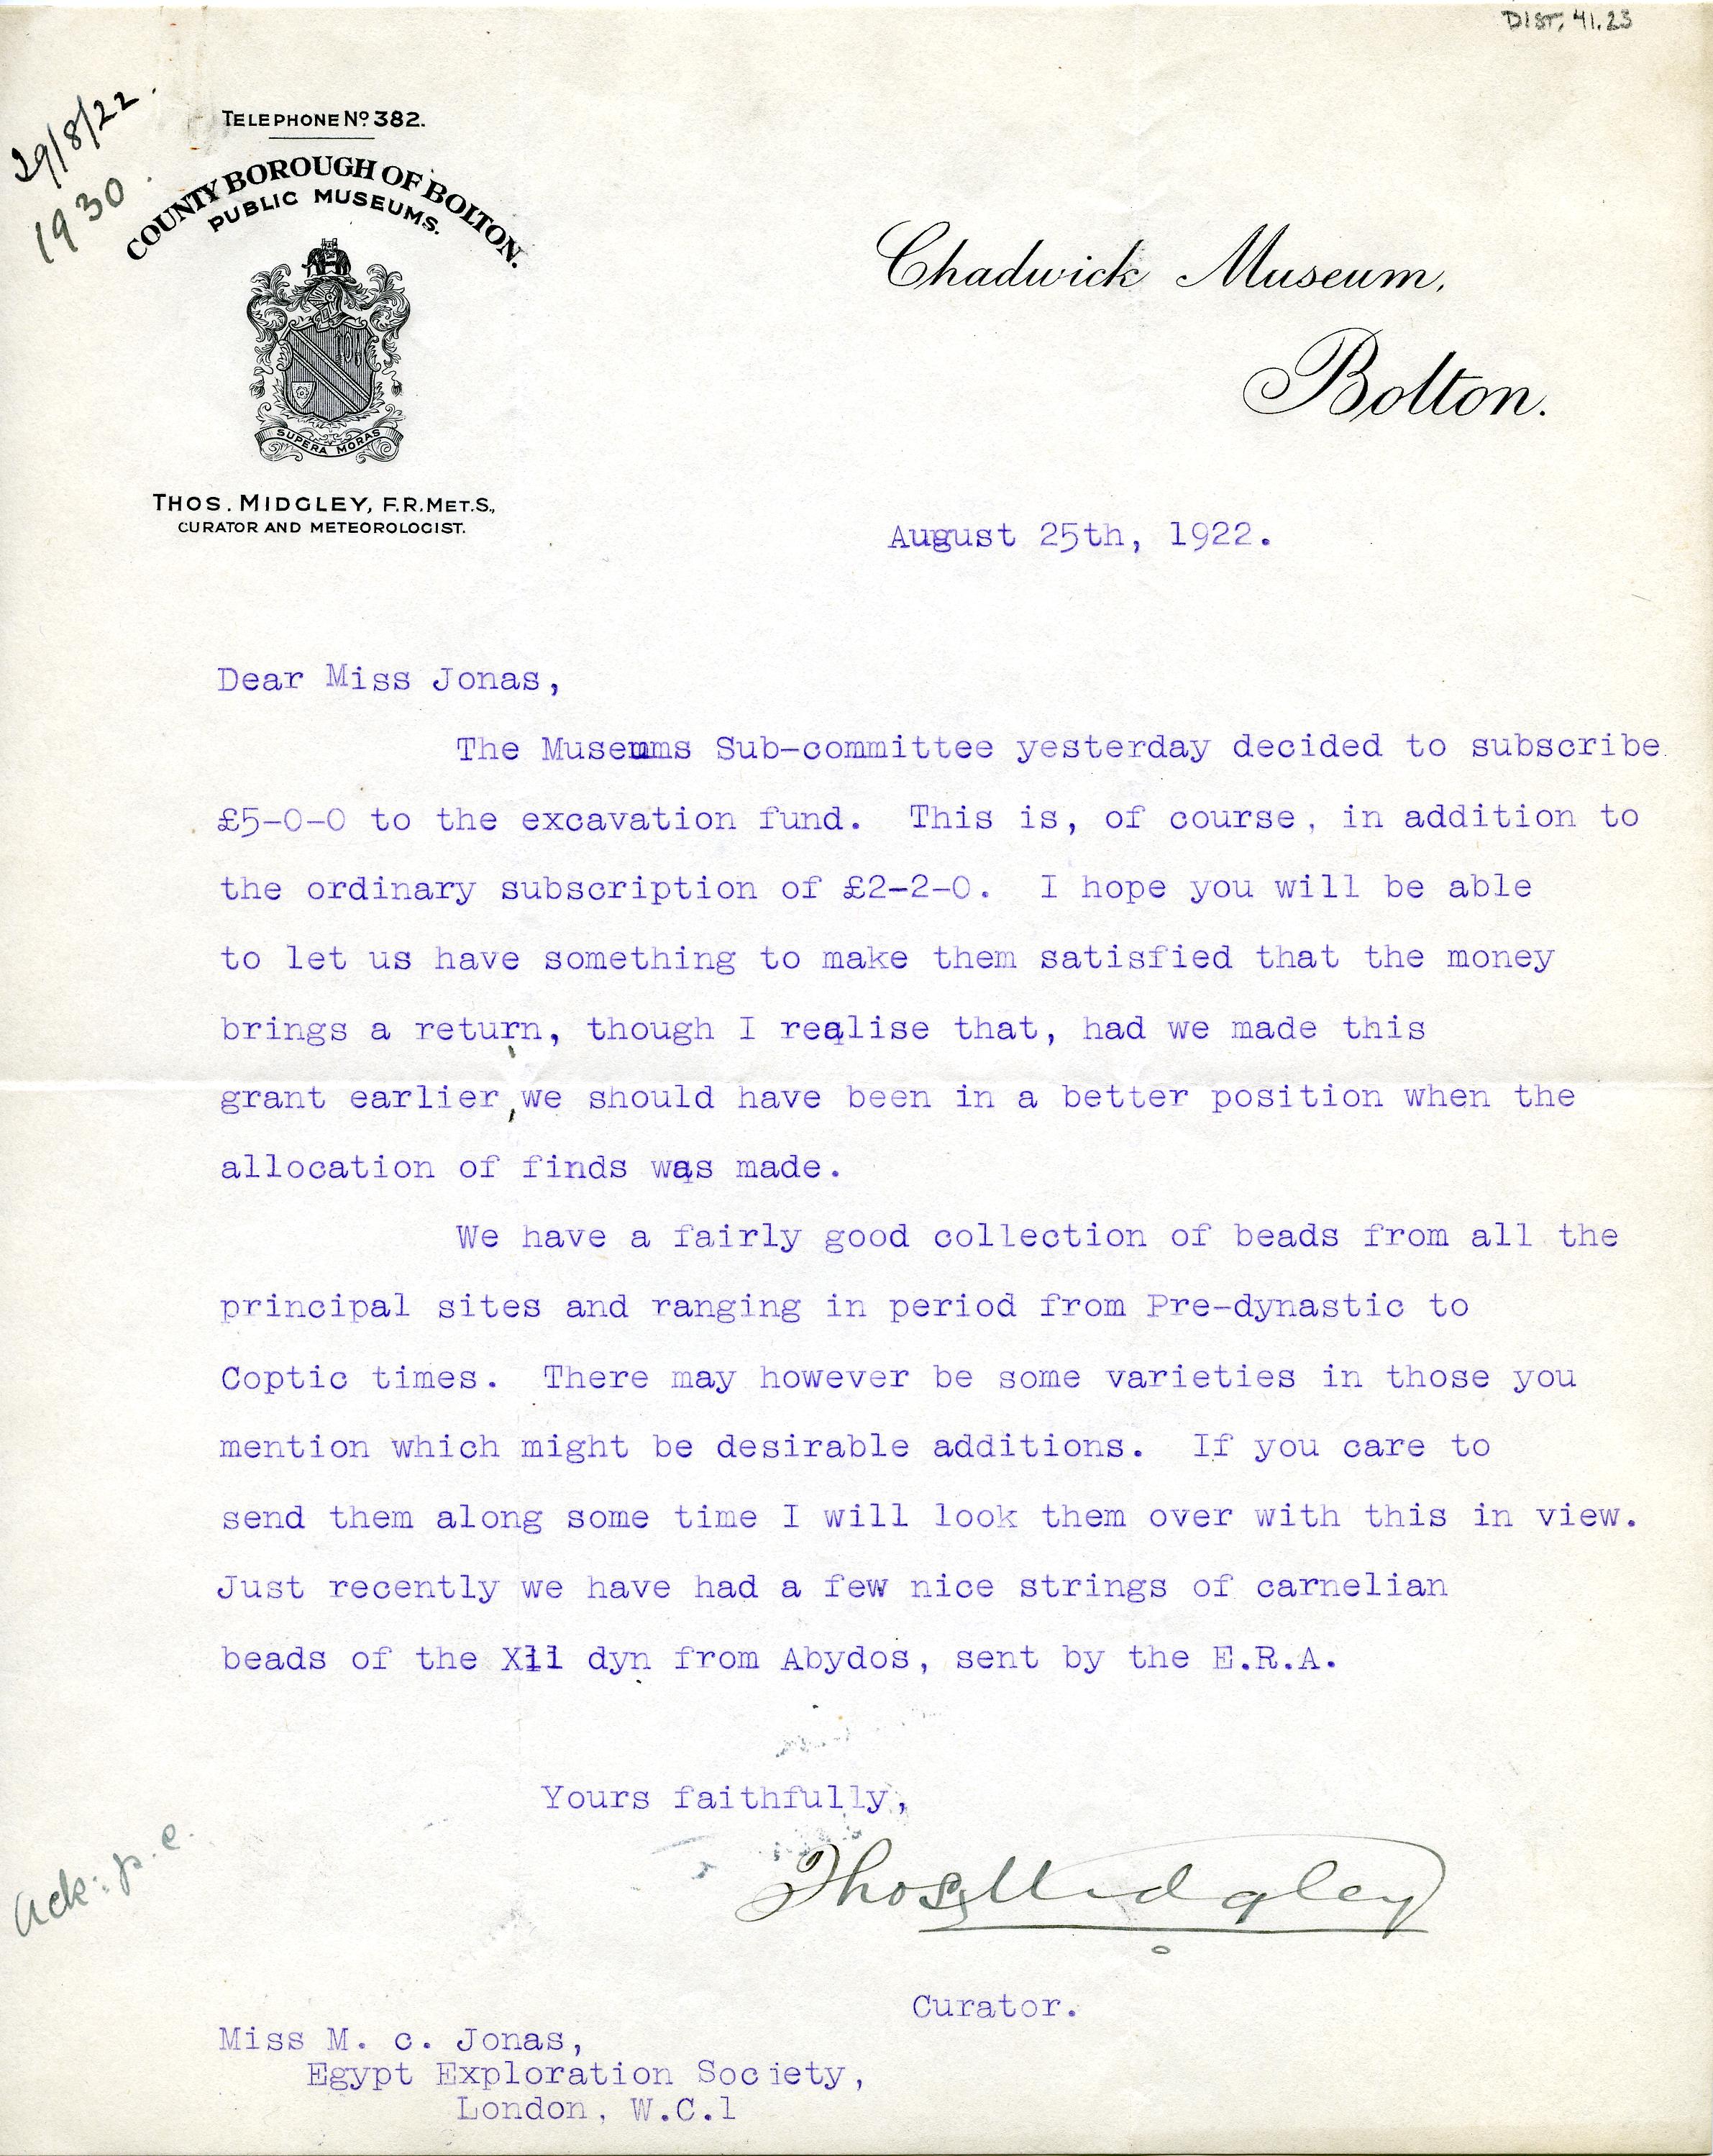 DIST. 41.23
29/8/22.
1930.
TELEPHONE Nº 382.
COUNTY BOROUGH OF BOLTON.
PUBLIC MUSEUMS.
SUPERA MORAS
THOS. MIDGLEY, F.R.MET.S.,
CURATOR AND METEOROLOGIST.
Chadwick Museum,
Bolton.
August 25th, 1922.
Dear Miss Jonas,
The Museums Sub-committee yesterday decided to subscribe
£5-0-0 to the excavation fund. This is, of course, in addition to
the ordinary subscription of £2-2-0. I hope you will be able
to let us have something to make them satisfied that the money
brings a return, though I realise that, had we made this
grant earlier, we should have been in a better position when the
allocation of finds was made.
We have a fairly good collection of beads from all the
principal sites and ranging in period from Pre-dynastic to
Coptic times. There may however be some varieties in those you
mention which might be desirable additions. If you care to
send them along some time I will look them over with this in view.
Just recently we have had a few nice strings of carnelian
beads of the X11 dyn from Abydos, sent by the E.R.A.
Yours faithfully,
Thos. Midgley
Curator.
ack: p.c.
Miss M. c. Jonas,
Egypt Exploration Society,
London, W.C.1